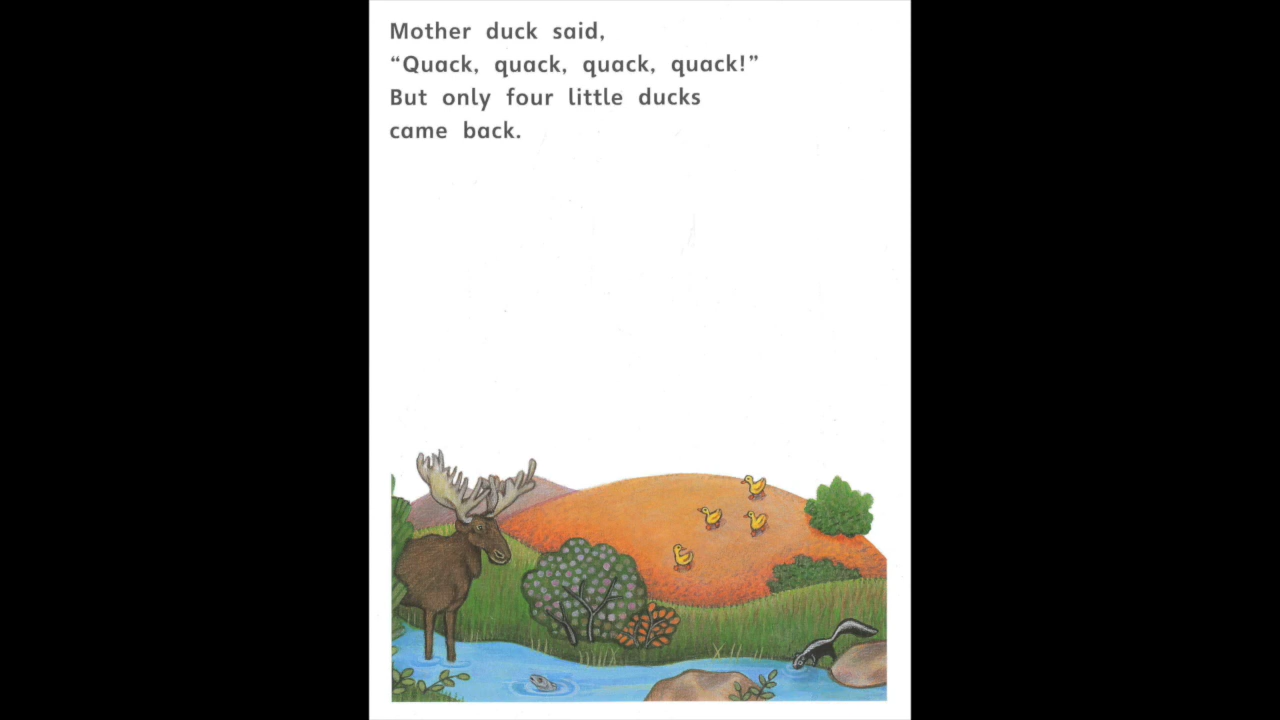 Mother duck said,
“Quack, quack, quack, quack!”
But only four little ducks
came back.